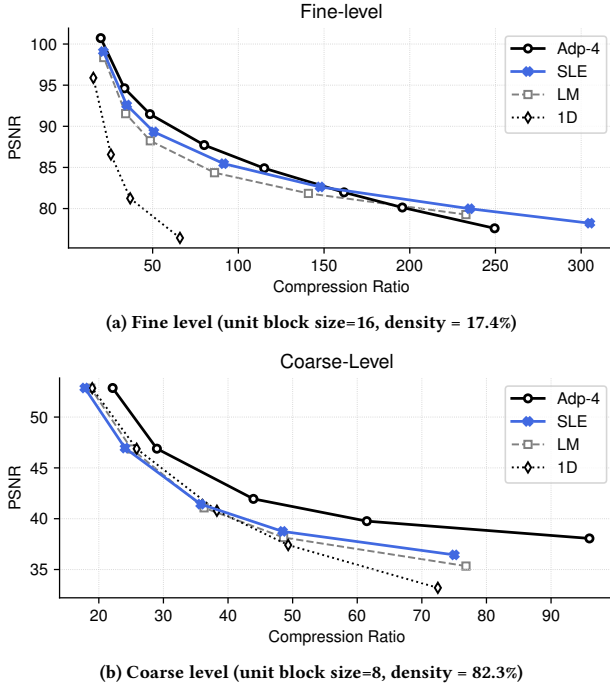 Fine-level
100
95
90
85
80
PSNR
Adp-4
SLE
LM
1D
50 100 150 200 250 300
Compression Ratio
(a) Fine level (unit block size=16, density = 17.4%)
Coarse-Level
50
45
40
35
PSNR
Adp-4
SLE
LM
1D
20 30 40 50 60 70 80 90
Compression Ratio
(b) Coarse level (unit block size=8, density = 82.3%)